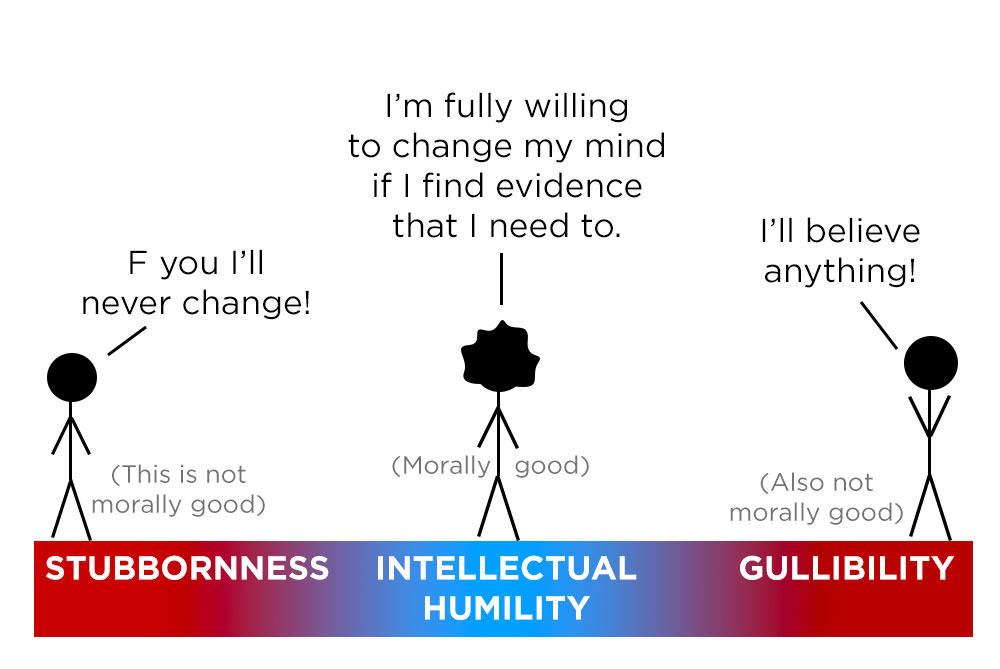 I’m fully willing
to change my mind
if I find evidence
that I need to.
F you I’ll
never change!
I’ll believe
anything!
(This is not
morally good)
(Morally good)
(Also not
morally good)
STUBBORNNESS
INTELLECTUAL
HUMILITY
GULLIBILITY